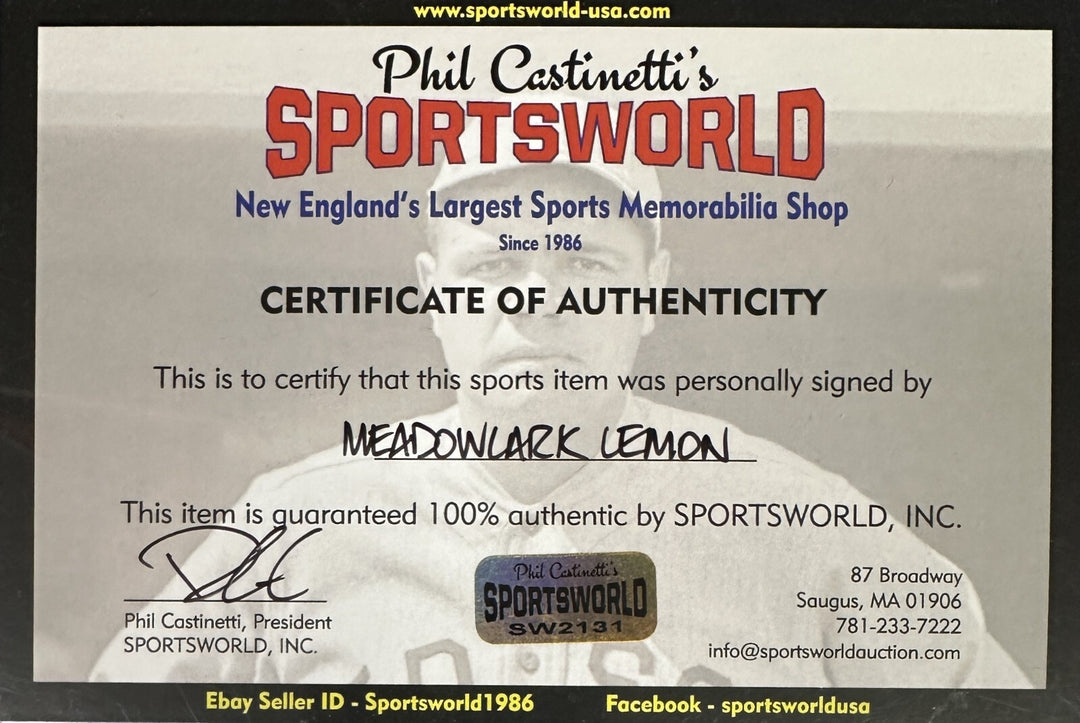 www.sportsworld-usa.com
Phil Castinetti's
SPORTSWORLD
New England's Largest Sports Memorabilia Shop
Since 1986
CERTIFICATE OF AUTHENTICITY
This is to certify that this sports item was personally signed by
MEADOWLARK LEMON
This item is guaranteed 100% authentic by SPORTSWORLD, INC.
Phil Castinetti, President
SPORTSWORLD, INC.
Phil Castinetti's
SPORTSWORLD
SW2131
87 Broadway
Saugus, MA 01906
781-233-7222
info@sportsworldauction.com
Ebay Seller ID - Sportsworld1986
Facebook - sportsworldusa